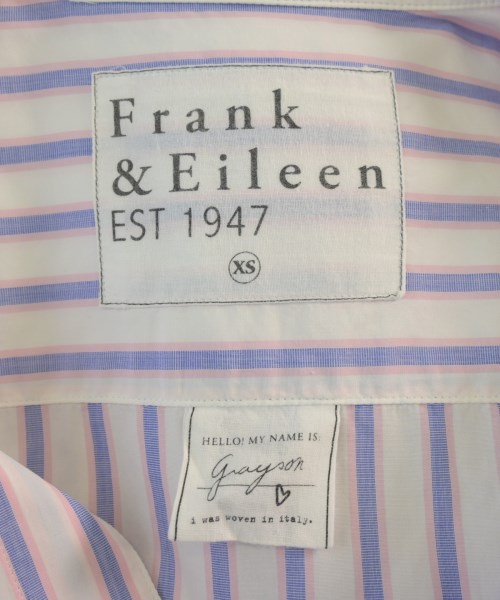 Frank
& Eileen
EST 1947
XS
HELLO! MY NAME IS:
Grayson
i was woven in italy.